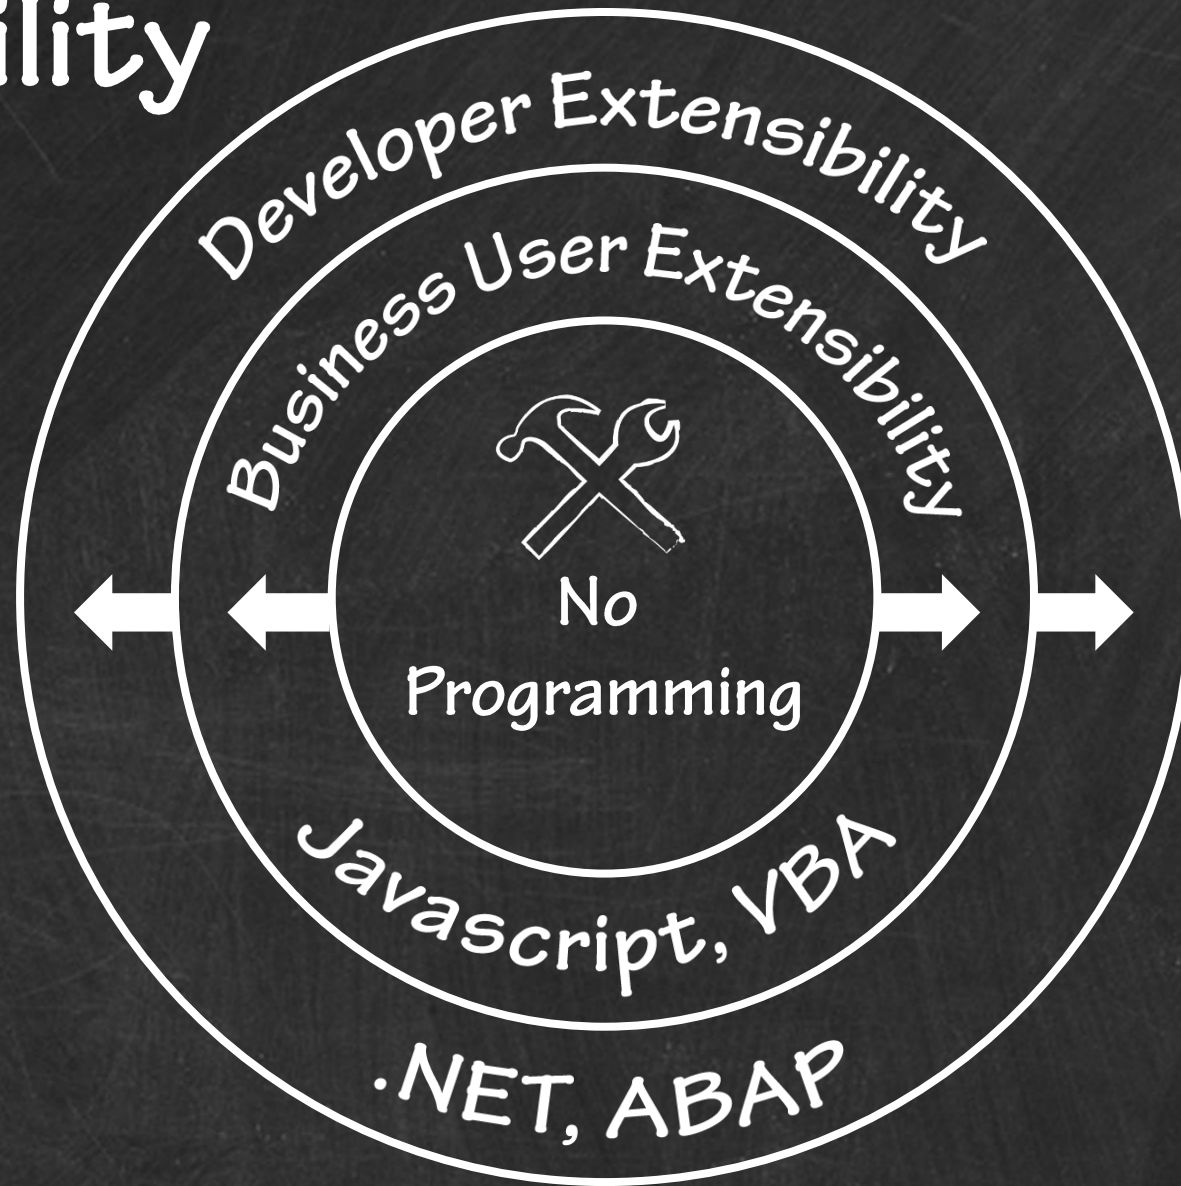 ility
Developer Extensibility
Business User Extensibility
No
Programming
Javascript, VBA
.NET, ABAP